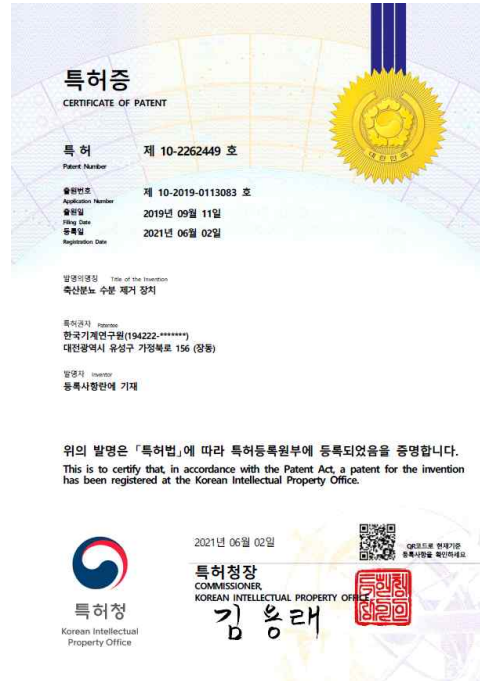 특허증
CERTIFICATE OF PATENT
대한민국
특 허 제 10-2262449 호
Patent Number
출원번호 제 10-2019-0113083 호
Application Number
출원일 2019년 09월 11일
Filing Date
등록일 2021년 06월 02일
Registration Date
발명의명칭 Title of the Invention
축산분뇨 수분 제거 장치
특허권자 Patentee
한국기계연구원(194222-*******)
대전광역시 유성구 가정북로 156 (장동)
발명자 Inventor
등록사항란에 기재
위의 발명은 「특허법」에 따라 특허등록원부에 등록되었음을 증명합니다.
This is to certify that, in accordance with the Patent Act, a patent for the invention
has been registered at the Korean Intellectual Property Office.
2021년 06월 02일
QR코드로 현재기준
등록사항을 확인하세요
특허청장
COMMISSIONER,
KOREAN INTELLECTUAL PROPERTY OFFICE
김용래
특허청
Korean Intellectual
Property Office